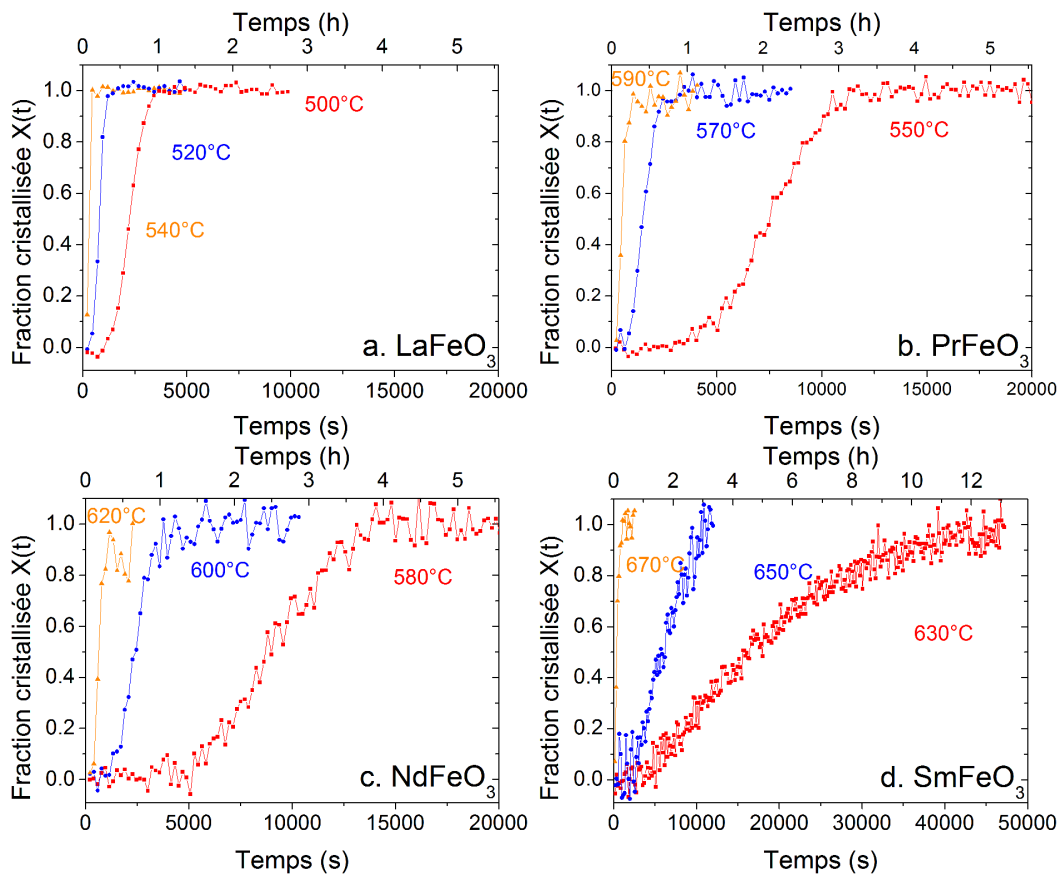 Temps (h)
0 1 2 3 4 5
Fraction cristallisée X(t)
1.0
0.8
0.6
0.4
0.2
0.0
500°C
520°C
540°C
a. LaFeO3
0 5000 10000 15000 20000
Temps (s)
Temps (h)
0 1 2 3 4 5
Fraction cristallisée X(t)
1.0
0.8
0.6
0.4
0.2
0.0
590°C
570°C
550°C
b. PrFeO3
0 5000 10000 15000 20000
Temps (s)
Temps (h)
0 1 2 3 4 5
Fraction cristallisée X(t)
1.0
0.8
0.6
0.4
0.2
0.0
620°C
600°C
580°C
c. NdFeO3
0 5000 10000 15000 20000
Temps (s)
Temps (h)
0 2 4 6 8 10 12
Fraction cristallisée X(t)
1.0
0.8
0.6
0.4
0.2
0.0
670°C
650°C
630°C
d. SmFeO3
0 10000 20000 30000 40000 50000
Temps (s)